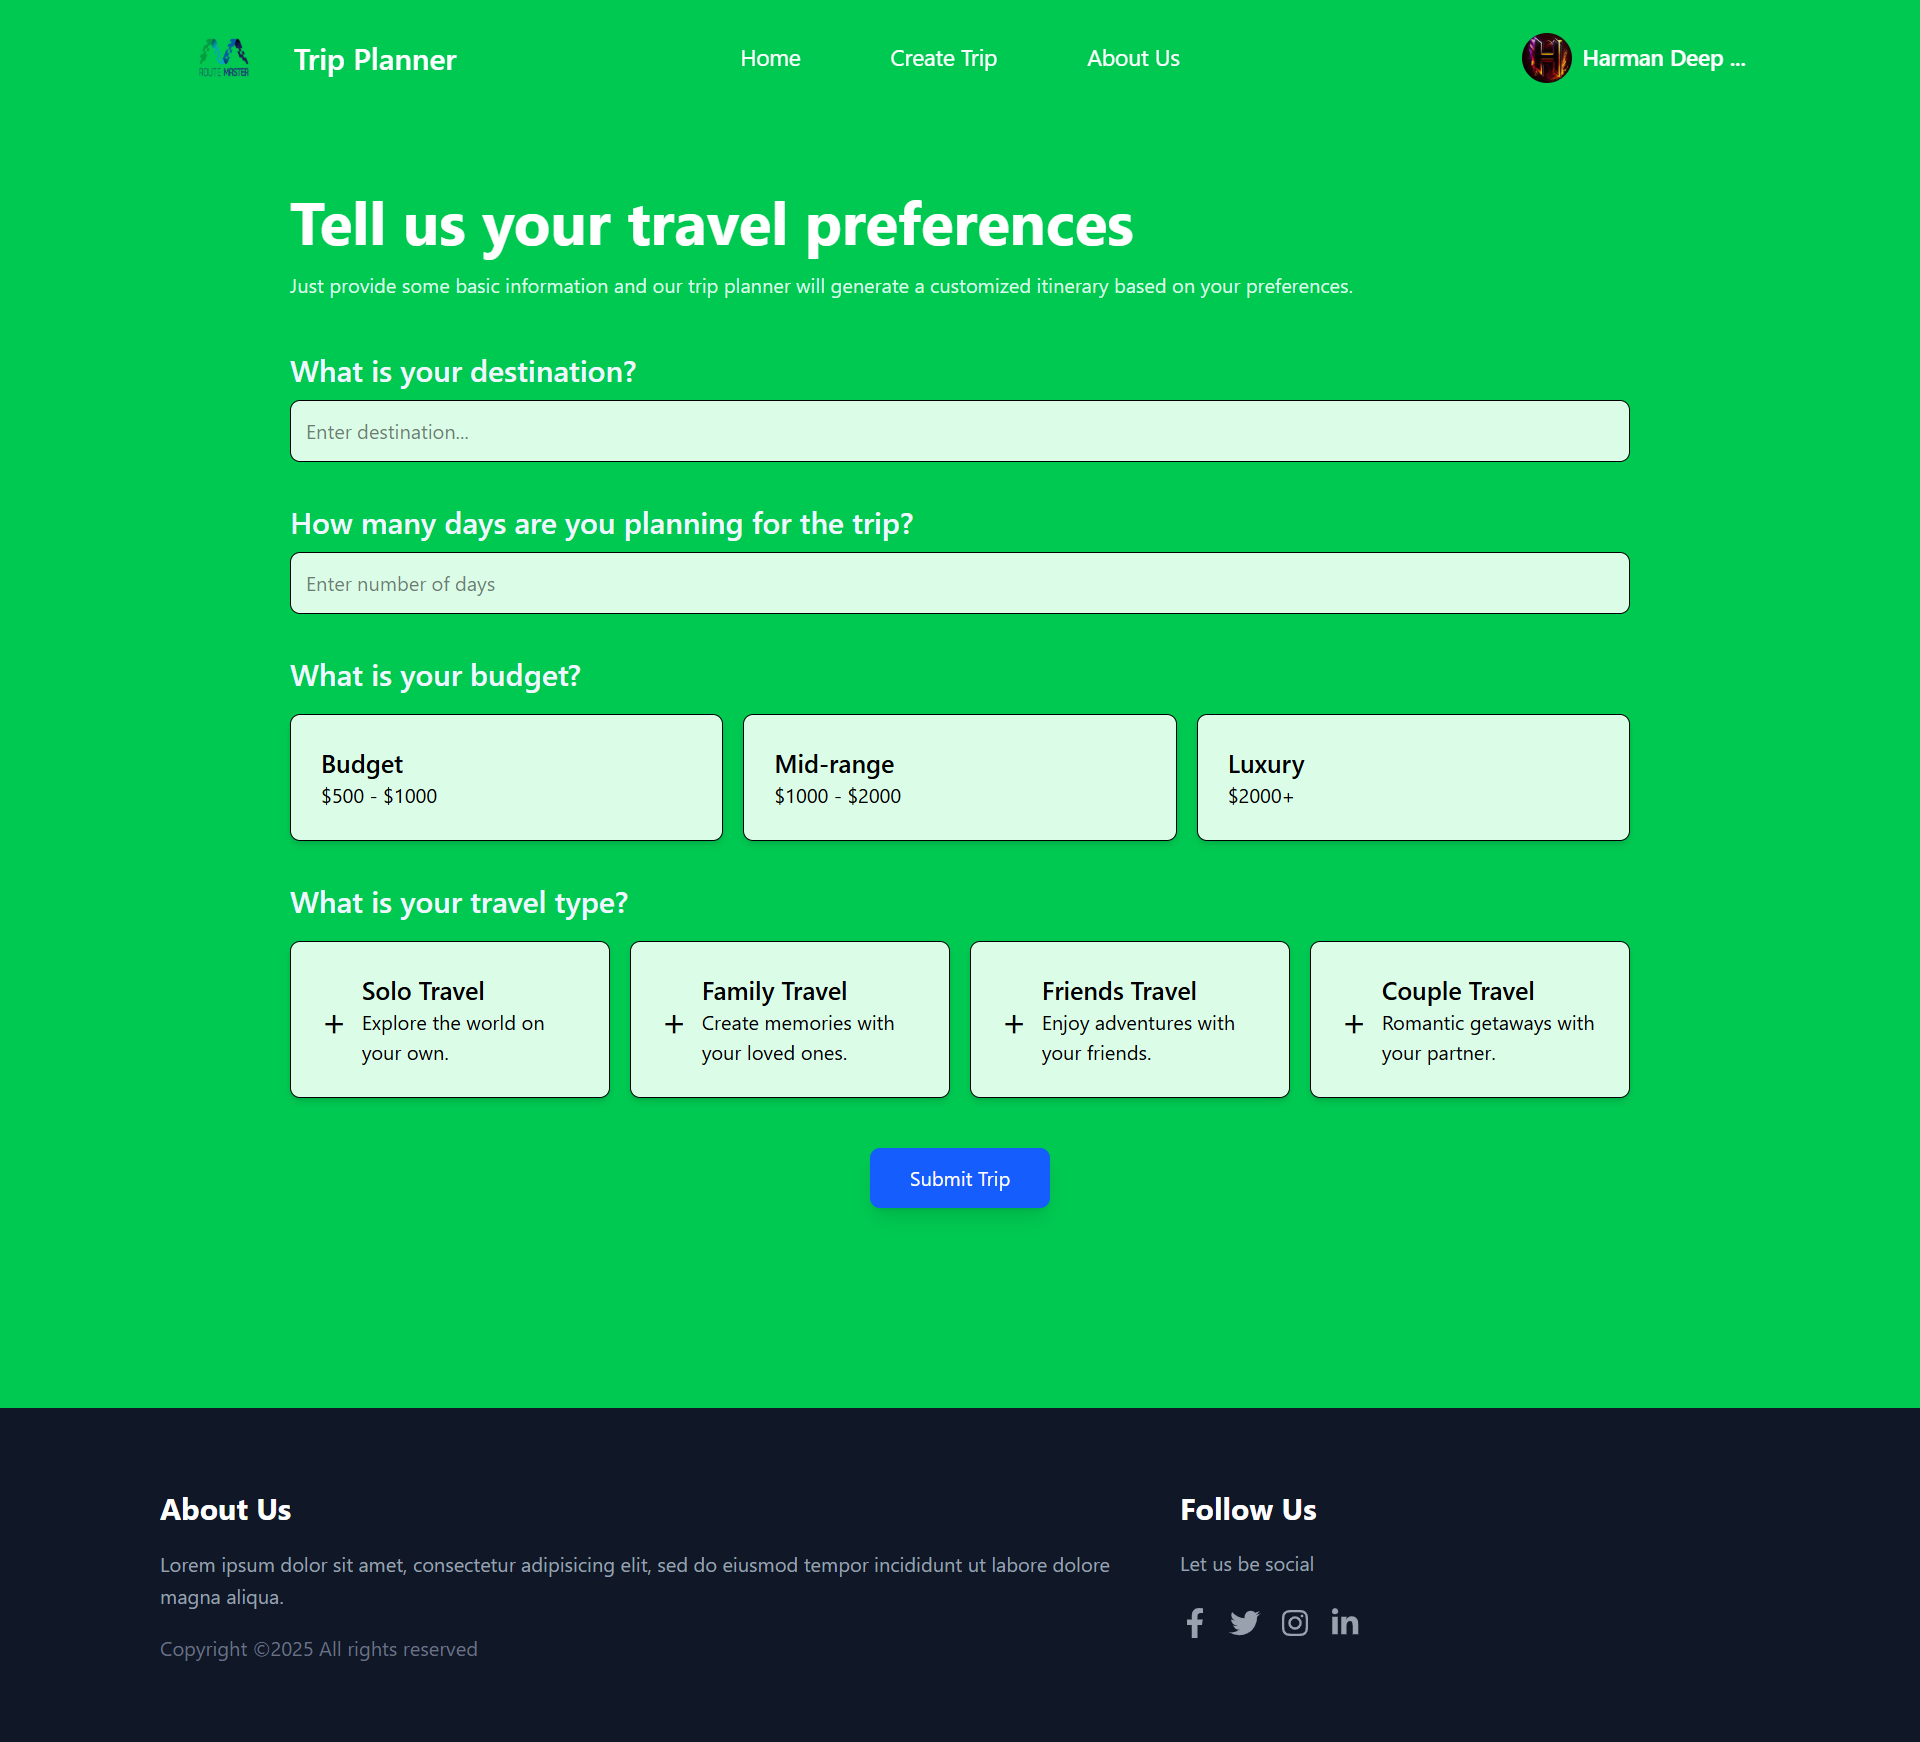 ROUTE MASTER
Trip Planner
Home
Create Trip
About Us
H
Harman Deep ...
Tell us your travel preferences
Just provide some basic information and our trip planner will generate a customized itinerary based on your preferences.
What is your destination?
Enter destination...
How many days are you planning for the trip?
Enter number of days
What is your budget?
Budget
$500 - $1000
Mid-range
$1000 - $2000
Luxury
$2000+
What is your travel type?
+
Solo Travel
Explore the world on
your own.
+
Family Travel
Create memories with
your loved ones.
+
Friends Travel
Enjoy adventures with
your friends.
+
Couple Travel
Romantic getaways with
your partner.
Submit Trip
About Us
Lorem ipsum dolor sit amet, consectetur adipisicing elit, sed do eiusmod tempor incididunt ut labore dolore
magna aliqua.
Copyright ©2025 All rights reserved
Follow Us
Let us be social